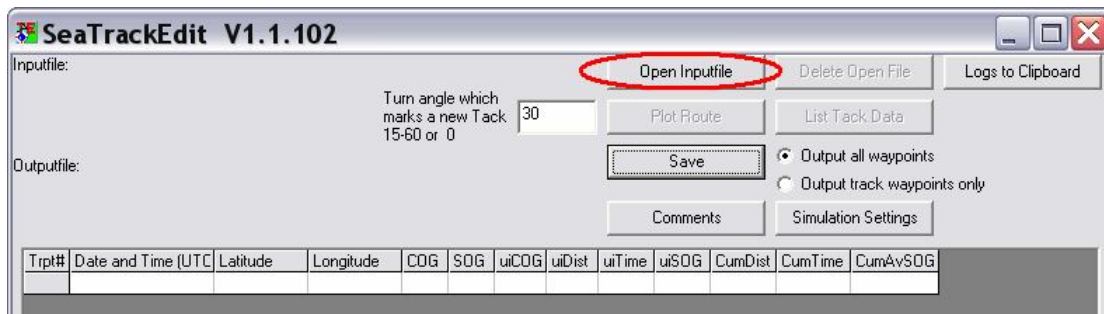 SeaTrackEdit V1.1.102
Inputfile:
Open Inputfile
Delete Open File
Logs to Clipboard
Turn angle which
marks a new Tack
15-60 or 0
30
Plot Route
List Tack Data
Outputfile:
Save
Output all waypoints
Output track waypoints only
Comments
Simulation Settings
Trpt# Date and Time (UTC Latitude Longitude COG SOG uiCOG uiDist uiTime uiSOG CumDist CumTime CumAvSOG